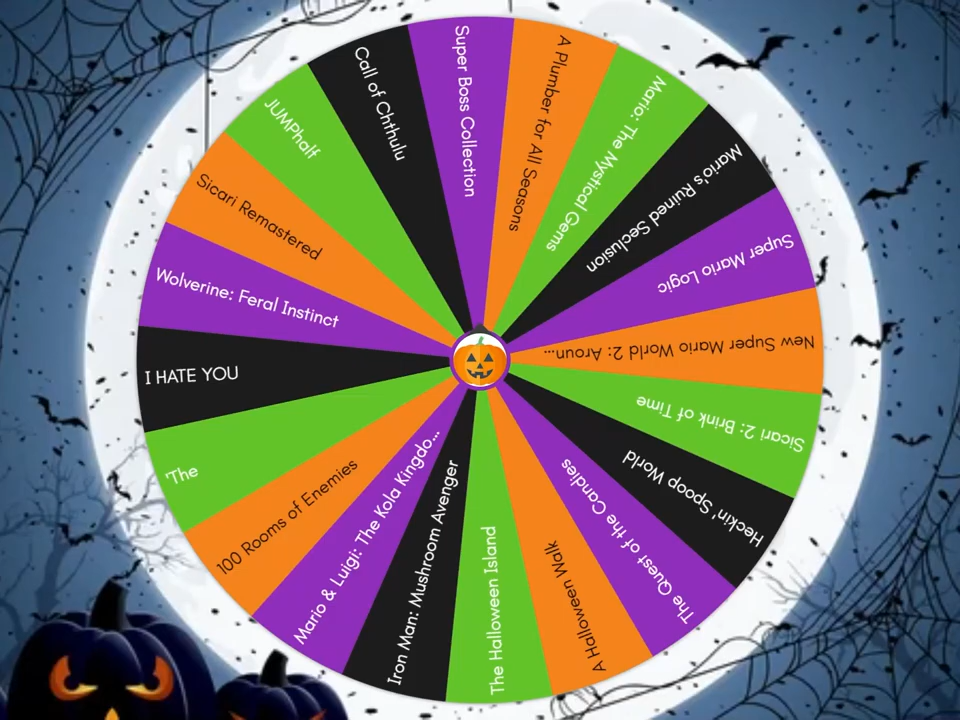 Super Boss Collection
A Plumber for All Seasons
Mario: The Mystical Gems
Mario's Ruined Seclusion
Super Mario Logic
New Super Mario World 2: Aroun...
Sicari 2: Brink of Time
Heckin' Spoop World
The Quest of the Candies
A Halloween Walk
The Halloween Island
Iron Man: Mushroom Avenger
Mario & Luigi: The Kola Kingdo...
100 Rooms of Enemies
'The
I HATE YOU
Wolverine: Feral Instinct
Sicari Remastered
JUMPhalf
Call of Chthulu